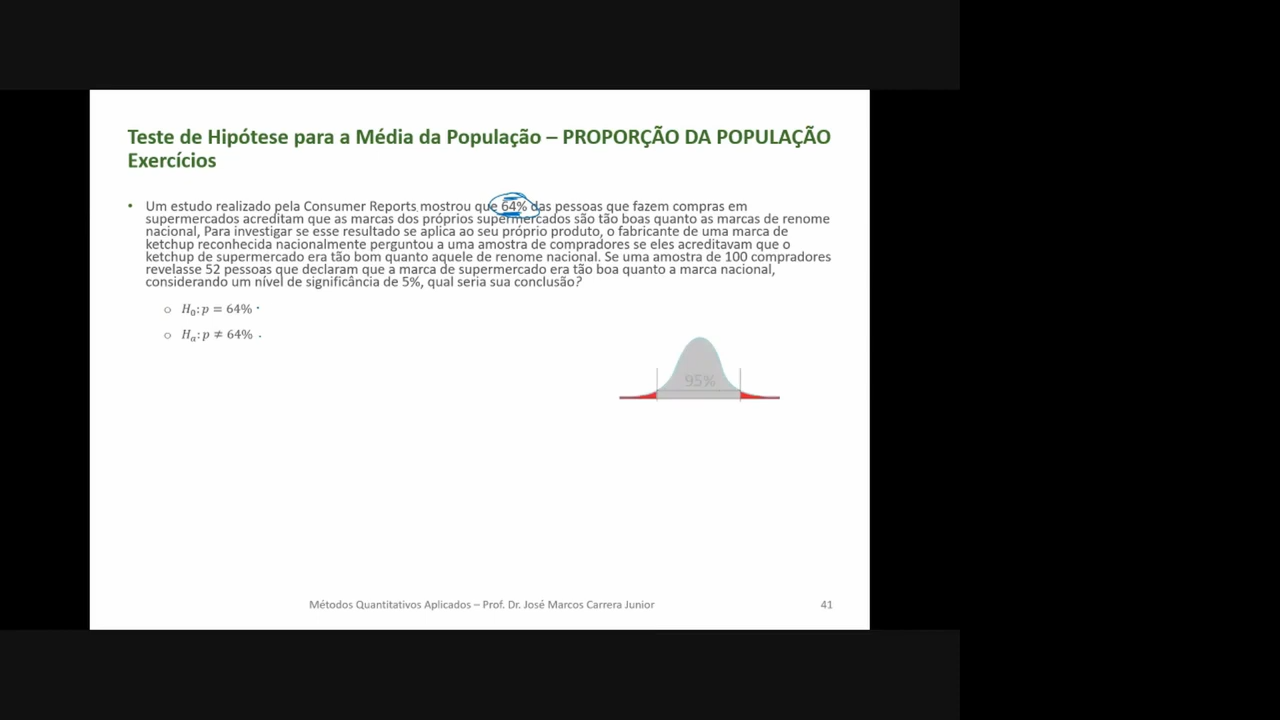 Teste de Hipótese para a Média da População – PROPORÇÃO DA POPULAÇÃO
Exercícios
• Um estudo realizado pela Consumer Reports mostrou que 64% das pessoas que fazem compras em
supermercados acreditam que as marcas dos próprios supermercados são tão boas quanto as marcas de renome
nacional, Para investigar se esse resultado se aplica ao seu próprio produto, o fabricante de uma marca de
ketchup reconhecida nacionalmente perguntou a uma amostra de compradores se eles acreditavam que o
ketchup de supermercado era tão bom quanto aquele de renome nacional. Se uma amostra de 100 compradores
revelasse 52 pessoas que declaram que a marca de supermercado era tão boa quanto a marca nacional,
considerando um nível de significância de 5%, qual seria sua conclusão?
o H₀: p = 64%
o Hₐ: p ≠ 64%
95%
Métodos Quantitativos Aplicados – Prof. Dr. José Marcos Carrera Junior
41